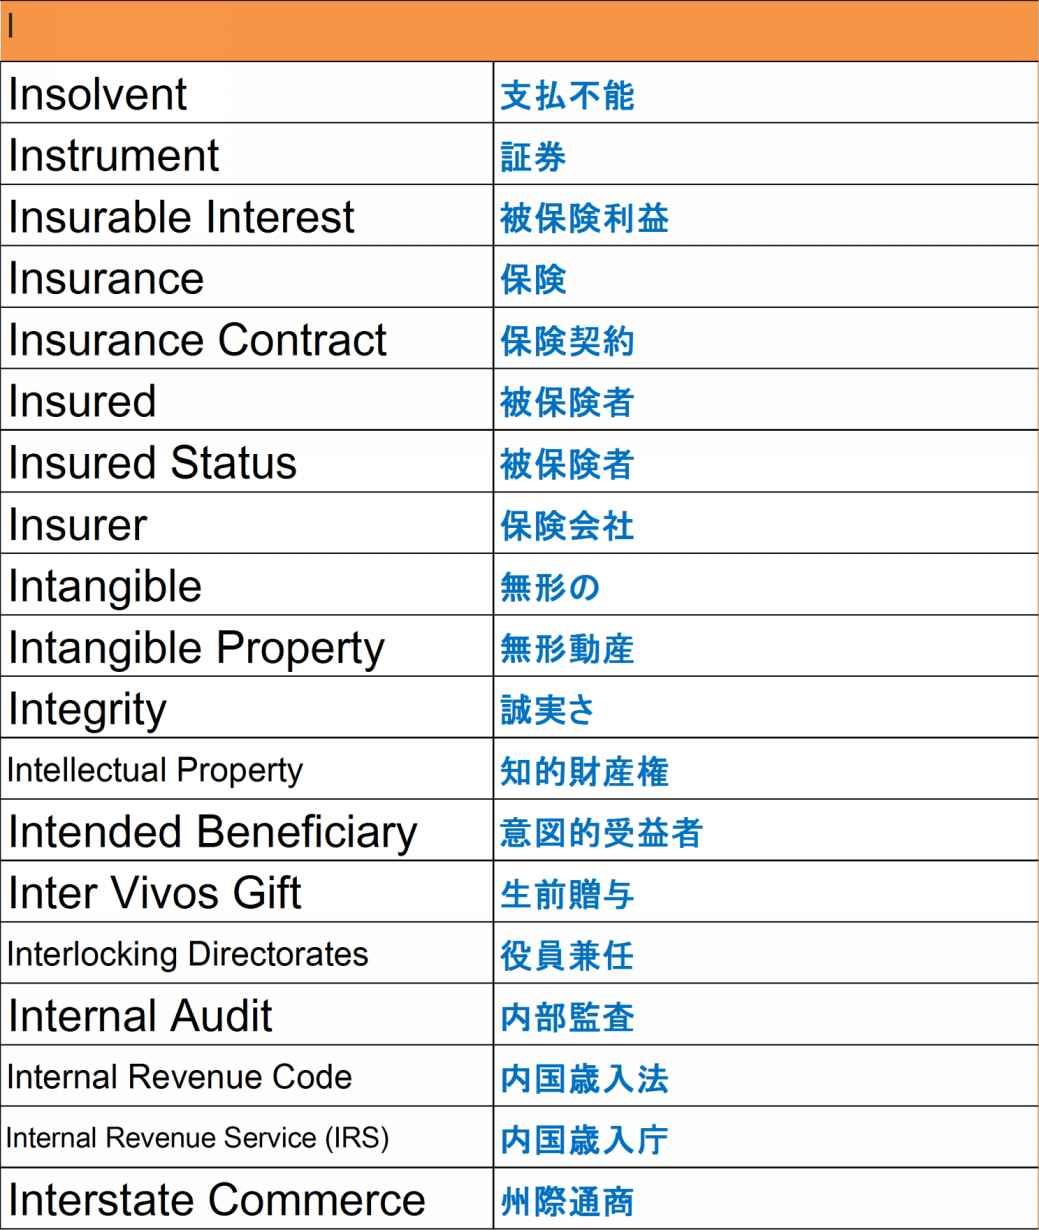 I
Insolvent 支払不能
Instrument 証券
Insurable Interest 被保険利益
Insurance 保険
Insurance Contract 保険契約
Insured 被保険者
Insured Status 被保険者
Insurer 保険会社
Intangible 無形の
Intangible Property 無形動産
Integrity 誠実さ
Intellectual Property 知的財産権
Intended Beneficiary 意図的受益者
Inter Vivos Gift 生前贈与
Interlocking Directorates 役員兼任
Internal Audit 内部監査
Internal Revenue Code 内国歳入法
Internal Revenue Service (IRS) 内国歳入庁
Interstate Commerce 州際通商